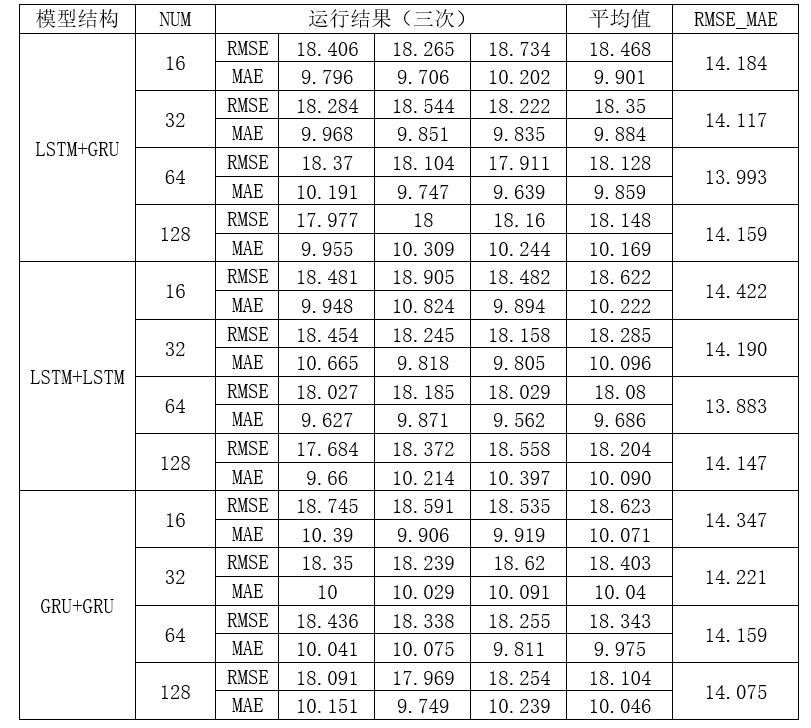 模型结构 NUM 运行结果（三次） 平均值 RMSE_MAE
LSTM+GRU 16 RMSE 18.406 18.265 18.734 18.468 14.184
MAE 9.796 9.706 10.202 9.901
32 RMSE 18.284 18.544 18.222 18.35 14.117
MAE 9.968 9.851 9.835 9.884
64 RMSE 18.37 18.104 17.911 18.128 13.993
MAE 10.191 9.747 9.639 9.859
128 RMSE 17.977 18 18.16 18.148 14.159
MAE 9.955 10.309 10.244 10.169
LSTM+LSTM 16 RMSE 18.481 18.905 18.482 18.622 14.422
MAE 9.948 10.824 9.894 10.222
32 RMSE 18.454 18.245 18.158 18.285 14.190
MAE 10.665 9.818 9.805 10.096
64 RMSE 18.027 18.185 18.029 18.08 13.883
MAE 9.627 9.871 9.562 9.686
128 RMSE 17.684 18.372 18.558 18.204 14.147
MAE 9.66 10.214 10.397 10.090
GRU+GRU 16 RMSE 18.745 18.591 18.535 18.623 14.347
MAE 10.39 9.906 9.919 10.071
32 RMSE 18.35 18.239 18.62 18.403 14.221
MAE 10 10.029 10.091 10.04
64 RMSE 18.436 18.338 18.255 18.343 14.159
MAE 10.041 10.075 9.811 9.975
128 RMSE 18.091 17.969 18.254 18.104 14.075
MAE 10.151 9.749 10.239 10.046